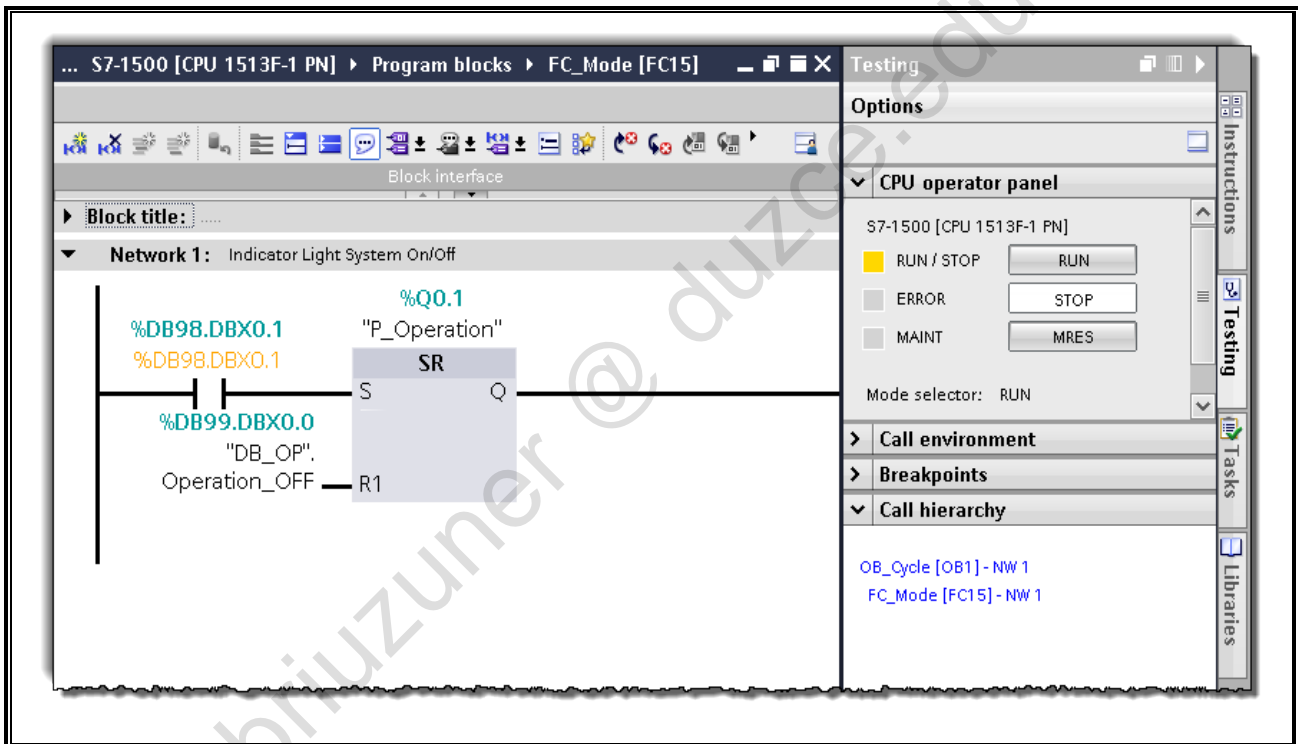 ... S7-1500 [CPU 1513F-1 PN] ▸ Program blocks ▸ FC_Mode [FC15]
Block interface
Block title: .....
Network 1: Indicator Light System On/Off
%Q0.1
%DB98.DBX0.1 "P_Operation"
%DB98.DBX0.1 SR
S Q
%DB99.DBX0.0
"DB_OP".
Operation_OFF R1
Testing
Options
CPU operator panel
S7-1500 [CPU 1513F-1 PN]
RUN / STOP RUN
ERROR STOP
MAINT MRES
Mode selector: RUN
Call environment
Breakpoints
Call hierarchy
OB_Cycle [OB1] - NW 1
FC_Mode [FC15] - NW 1
Instructions
Testing
Tasks
Libraries
briuzuner @ duzce.edu